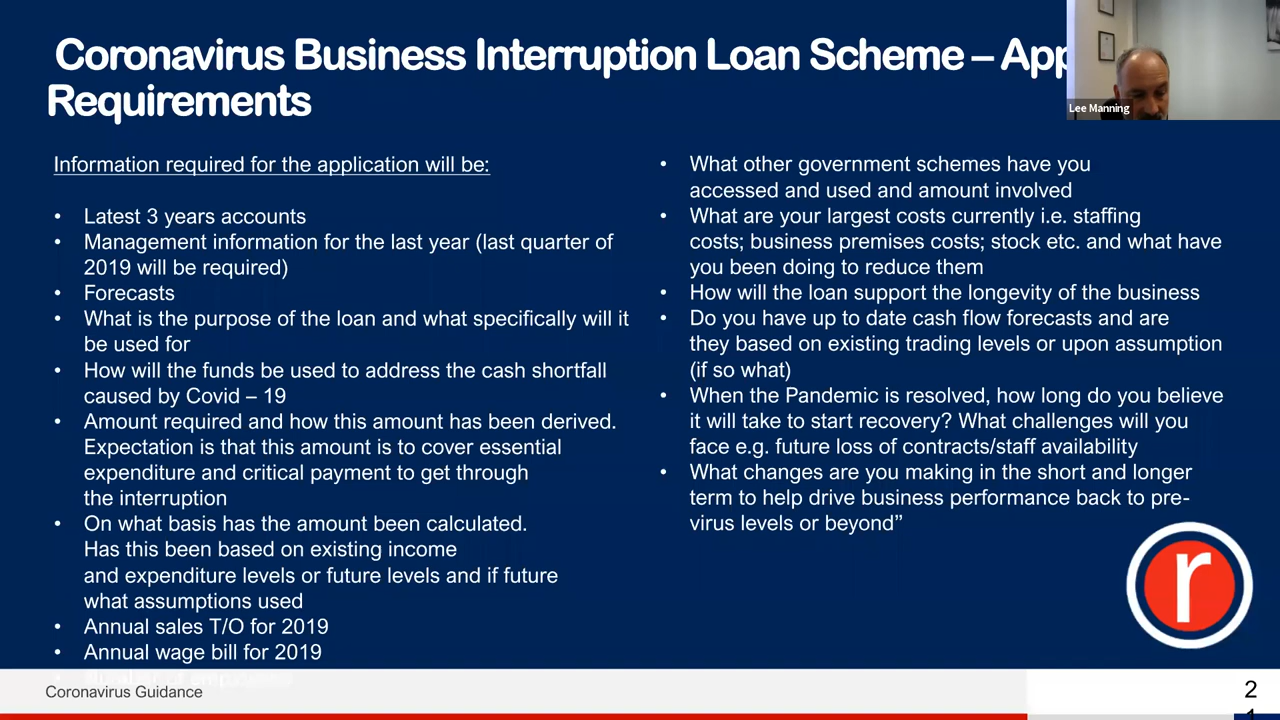 Coronavirus Business Interruption Loan Scheme – App
Requirements
Lee Manning
Information required for the application will be:
• Latest 3 years accounts
• Management information for the last year (last quarter of
2019 will be required)
• Forecasts
• What is the purpose of the loan and what specifically will it
be used for
• How will the funds be used to address the cash shortfall
caused by Covid – 19
• Amount required and how this amount has been derived.
Expectation is that this amount is to cover essential
expenditure and critical payment to get through
the interruption
• On what basis has the amount been calculated.
Has this been based on existing income
and expenditure levels or future levels and if future
what assumptions used
• Annual sales T/O for 2019
• Annual wage bill for 2019
• What other government schemes have you
accessed and used and amount involved
• What are your largest costs currently i.e. staffing
costs; business premises costs; stock etc. and what have
you been doing to reduce them
• How will the loan support the longevity of the business
• Do you have up to date cash flow forecasts and are
they based on existing trading levels or upon assumption
(if so what)
• When the Pandemic is resolved, how long do you believe
it will take to start recovery? What challenges will you
face e.g. future loss of contracts/staff availability
• What changes are you making in the short and longer
term to help drive business performance back to pre-
virus levels or beyond”
r
Coronavirus Guidance
2
1